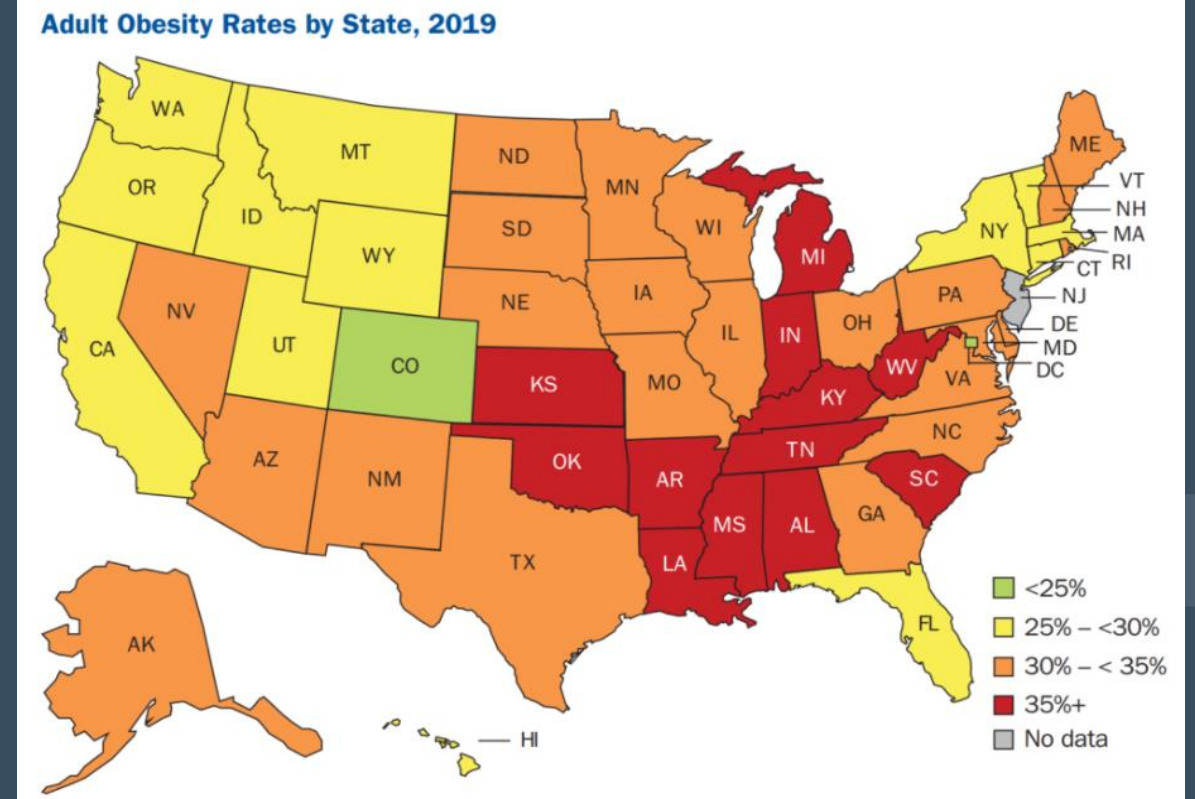 Adult Obesity Rates by State, 2019
WA
MT
ND
MN
ME
VT
OR
ID
SD
WI
NY
NH
MA
WY
MI
CT
RI
NV
NE
IA
PA
NJ
CA
UT
CO
IL
IN
OH
DE
MD
KS
MO
WV
VA
DC
KY
AZ
NM
OK
AR
TN
NC
SC
TX
MS
AL
GA
LA
<25%
FL
25% – <30%
AK
30% – < 35%
35%+
HI
No data